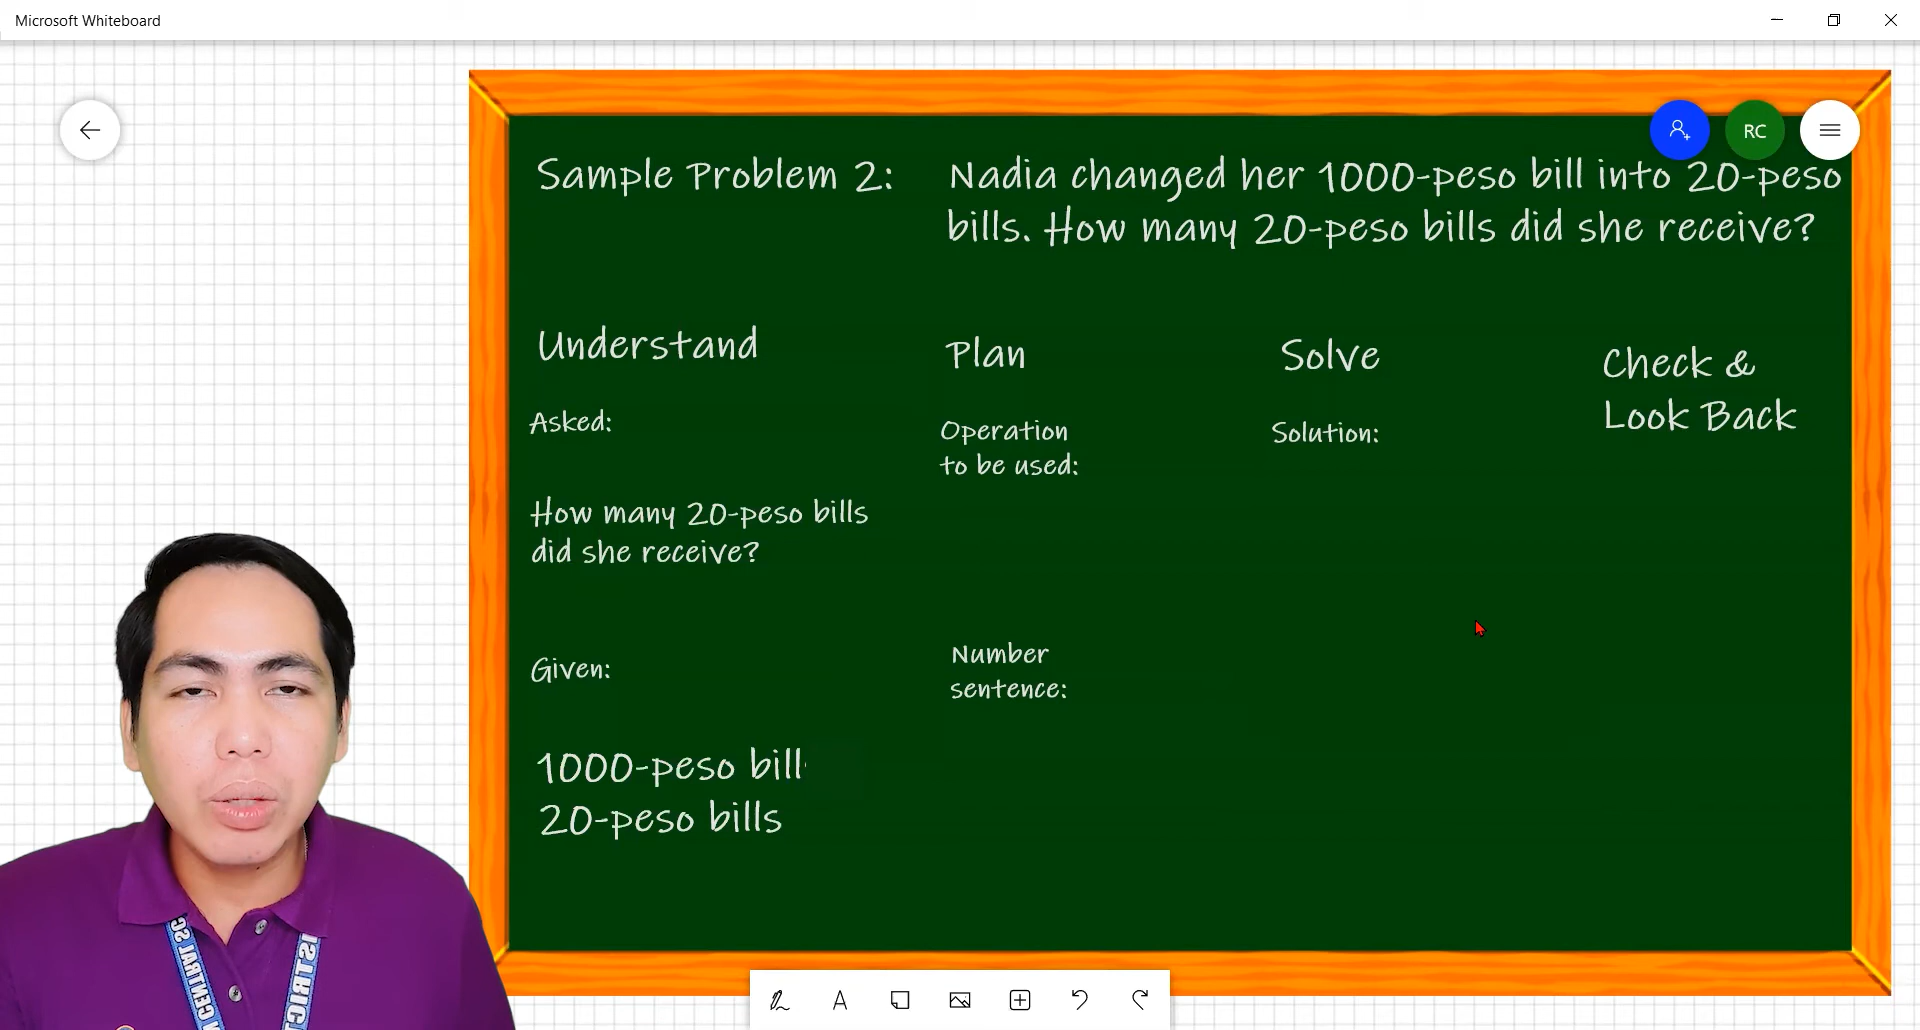 Microsoft Whiteboard
RC
Sample Problem 2:
Nadia changed her 1000-peso bill into 20-peso
bills. How many 20-peso bills did she receive?
Understand
Asked:
How many 20-peso bills
did she receive?
Given:
1000-peso bill
20-peso bills
Plan
Operation
to be used:
Number
sentence:
Solve
Solution:
Check &
Look Back